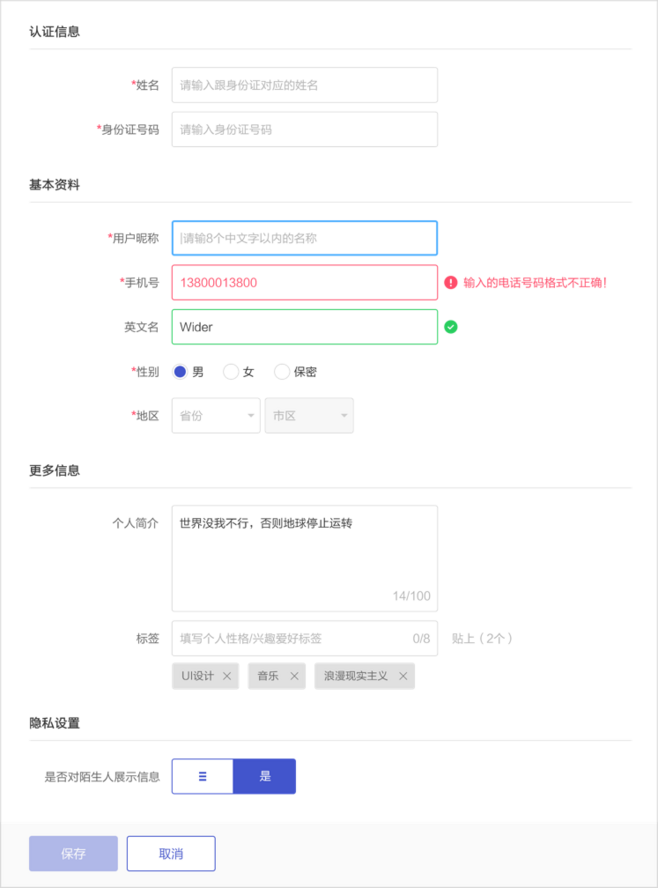 认证信息
*姓名 请输入跟身份证对应的姓名
*身份证号码 请输入身份证号码
基本资料
*用户昵称 请输8个中文字以内的名称
*手机号 13800013800 输入的电话号码格式不正确!
英文名 Wider
*性别 男 女 保密
*地区 省份 市区
更多信息
个人简介 世界没我不行，否则地球停止运转
14/100
标签 填写个人性格/兴趣爱好标签 0/8 贴上（2个）
UI设计 音乐 浪漫现实主义
隐私设置
是否对陌生人展示信息 是
保存 取消